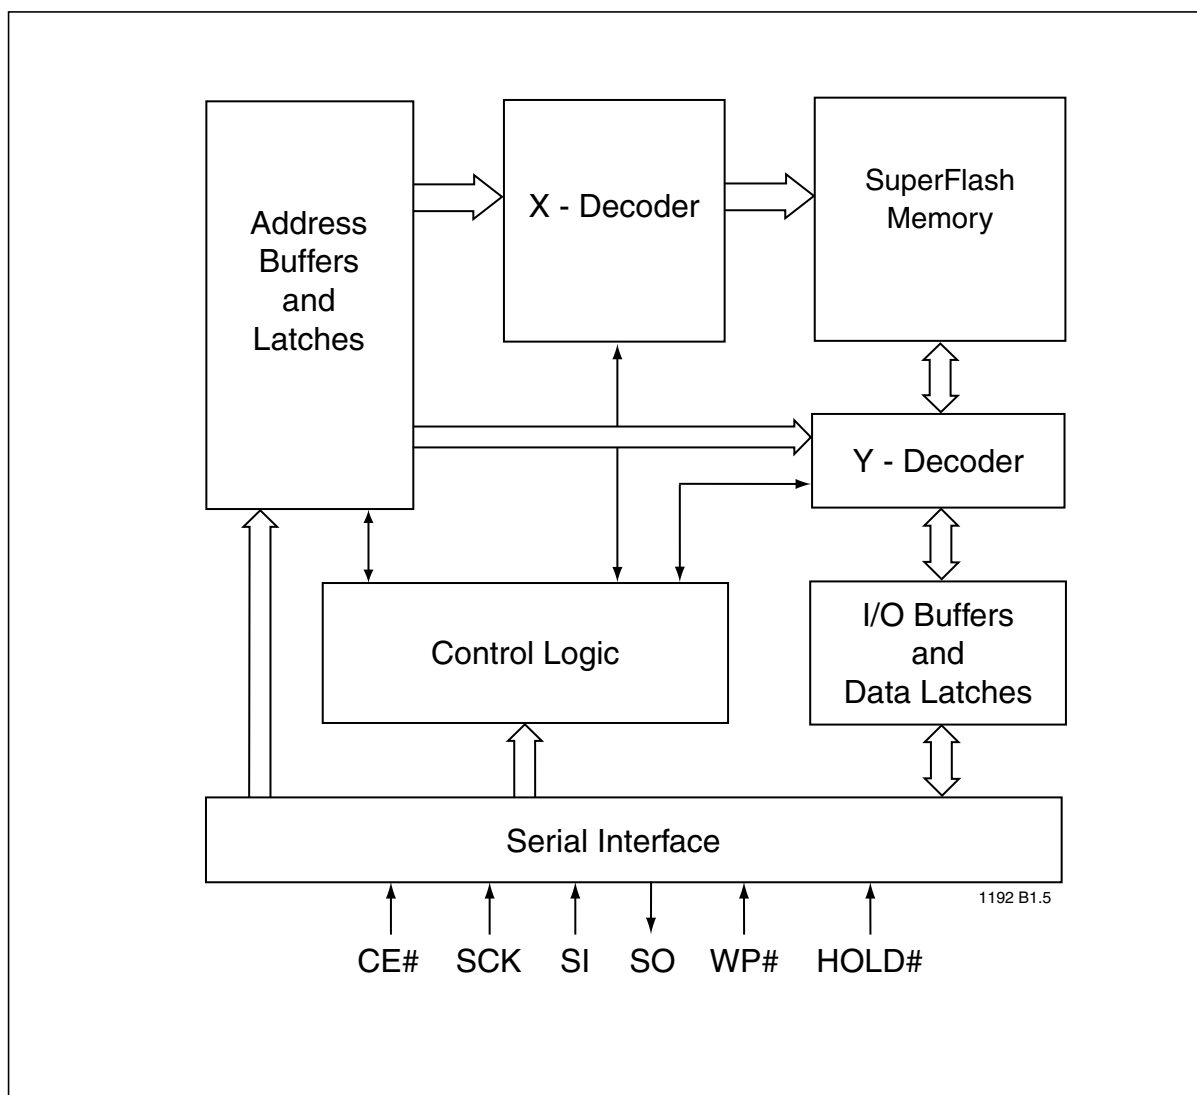 Address
Buffers
and
Latches
X - Decoder
SuperFlash
Memory
Y - Decoder
Control Logic
I/O Buffers
and
Data Latches
Serial Interface
1192 B1.5
CE# SCK SI SO WP# HOLD#